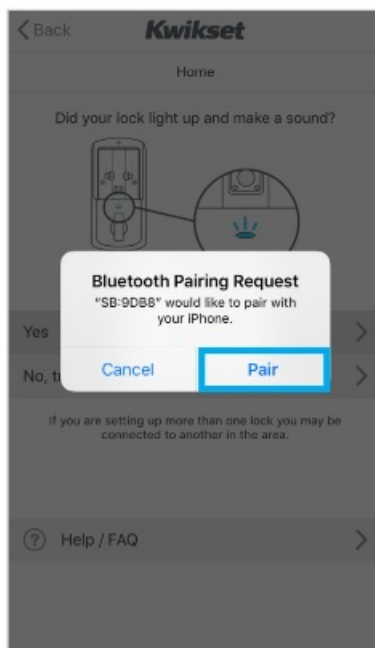 Back
Kwikset
Home
Did your lock light up and make a sound?
Bluetooth Pairing Request
"SB:9DB8" would like to pair with
your iPhone.
Yes
Cancel
Pair
No, t
If you are setting up more than one lock you may be
connected to another in the area.
? Help / FAQ